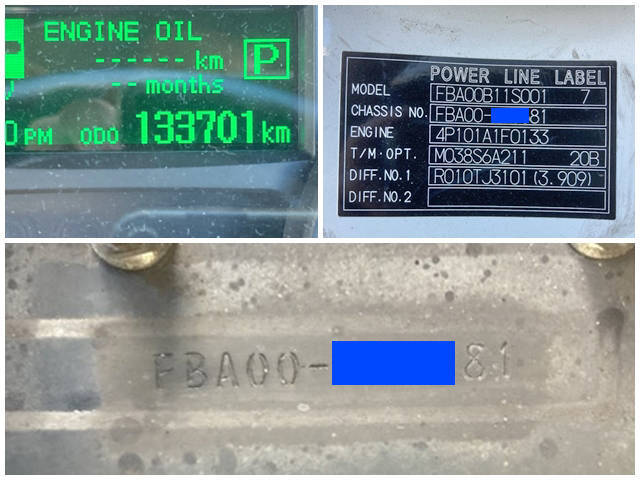 ENGINE OIL
------ km
P
-- months
0 PM ODO 133701 km
POWER LINE LABEL
MODEL FBA00B11S001 7
CHASSIS NO. FBA00- 81
ENGINE 4P101A1F0133
T/M·OPT. M038S6A211 20B
DIFF.NO.1 R010TJ3101 (3.909)
DIFF.NO.2
FBA00- 81